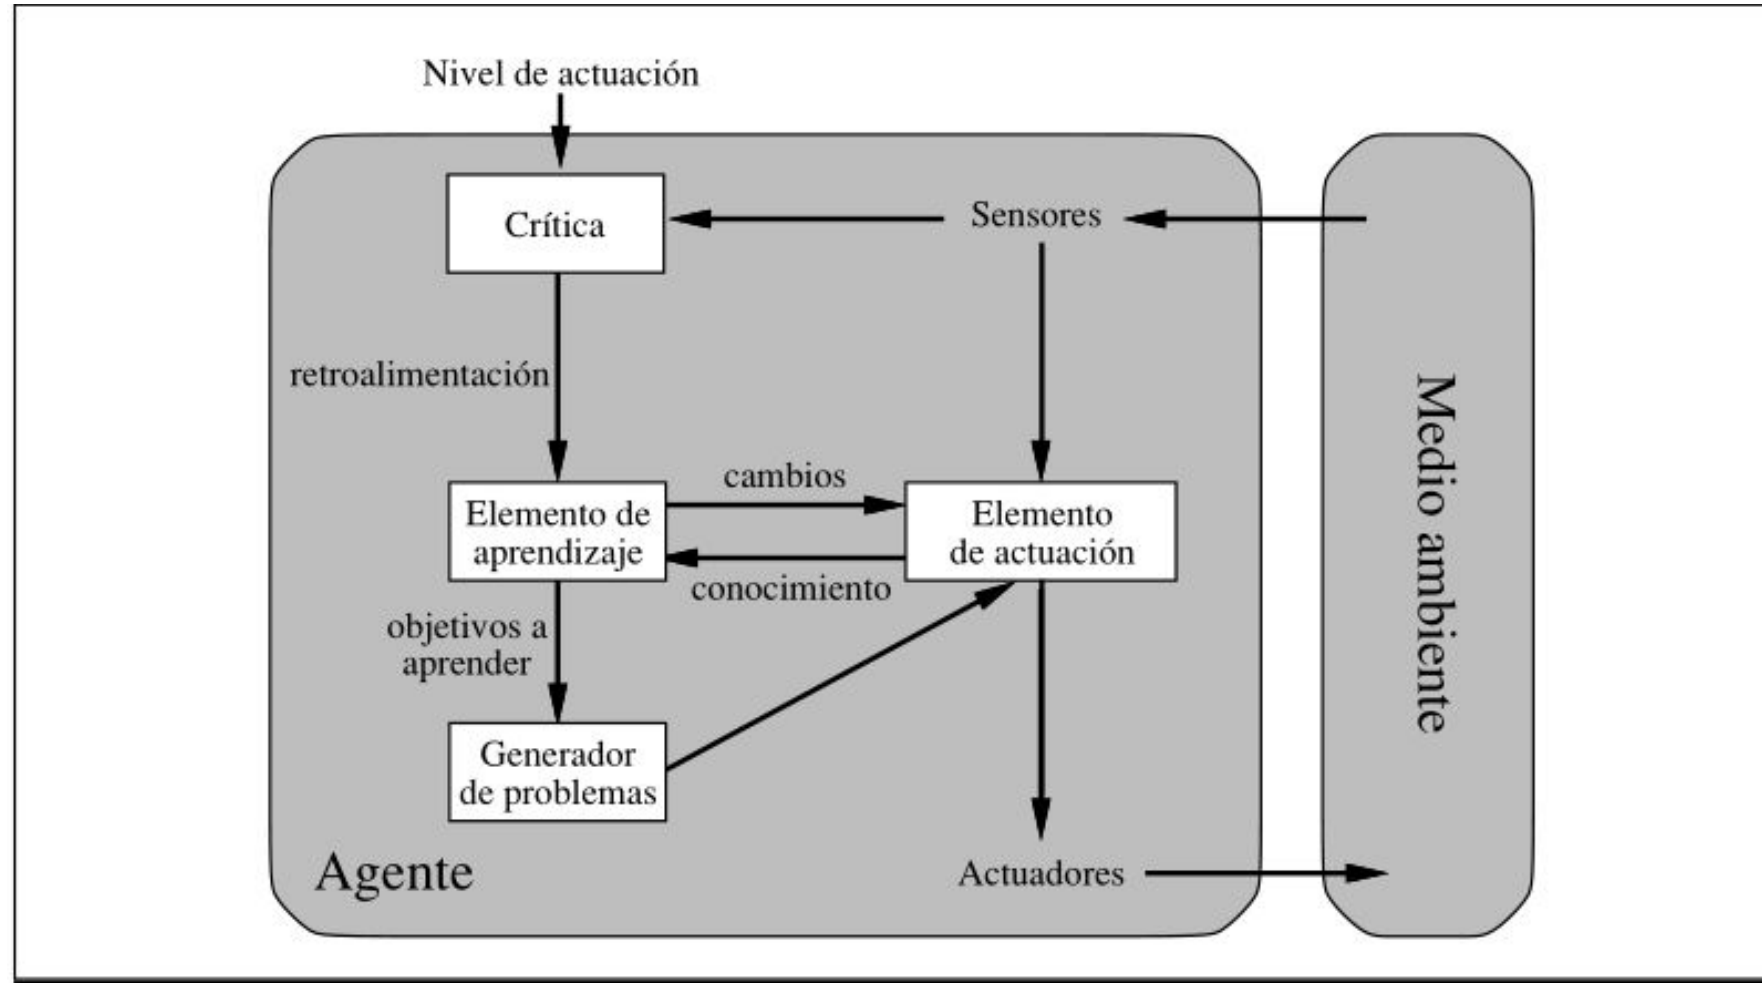 Nivel de actuación
Crítica
Sensores
retroalimentación
cambios
Elemento de
aprendizaje
Elemento
de actuación
conocimiento
objetivos a
aprender
Generador
de problemas
Agente
Actuadores
Medio ambiente